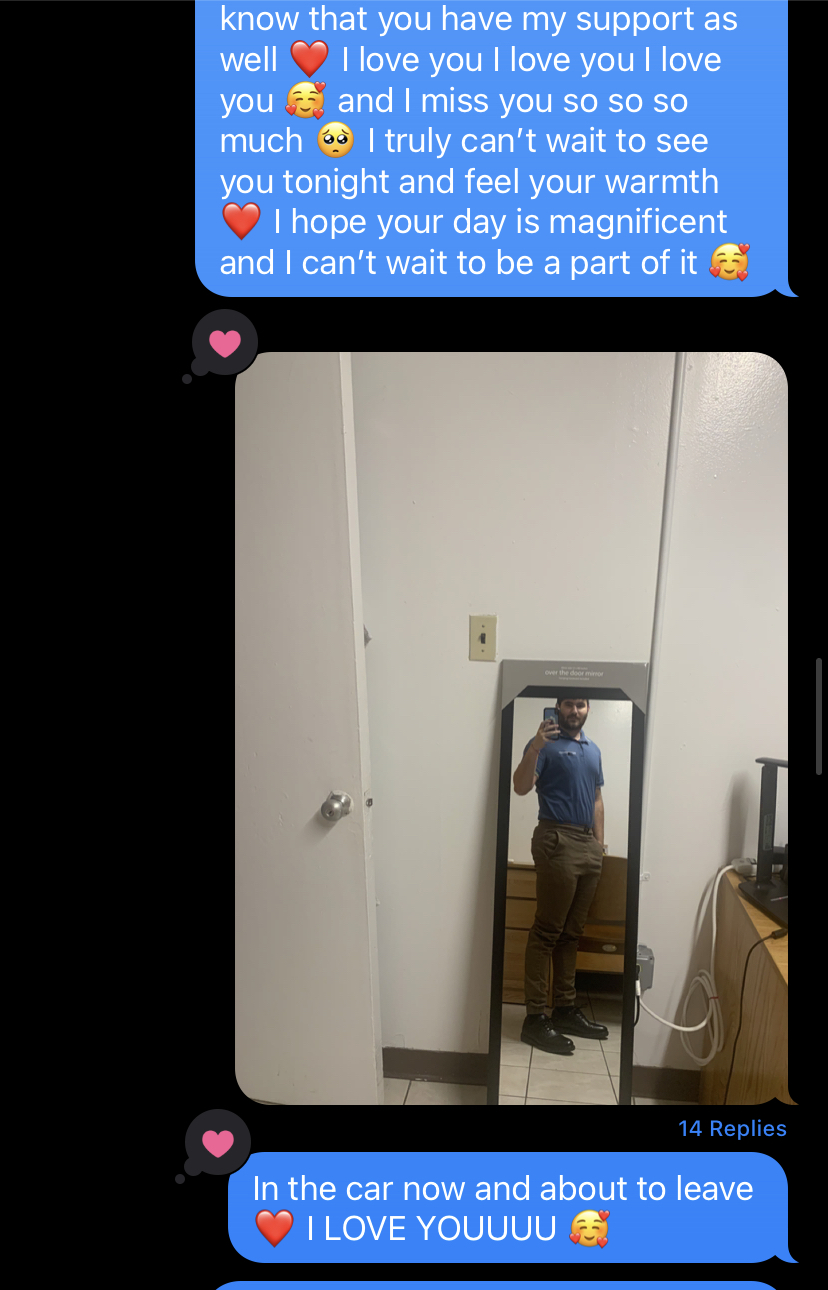 know that you have my support as
well ❤️ I love you I love you I love
you 🥰 and I miss you so so so
much 🥺 I truly can’t wait to see
you tonight and feel your warmth
❤️ I hope your day is magnificent
and I can’t wait to be a part of it 🥰
over the door mirror
14 Replies
In the car now and about to leave
❤️ I LOVE YOUUUU 🥰